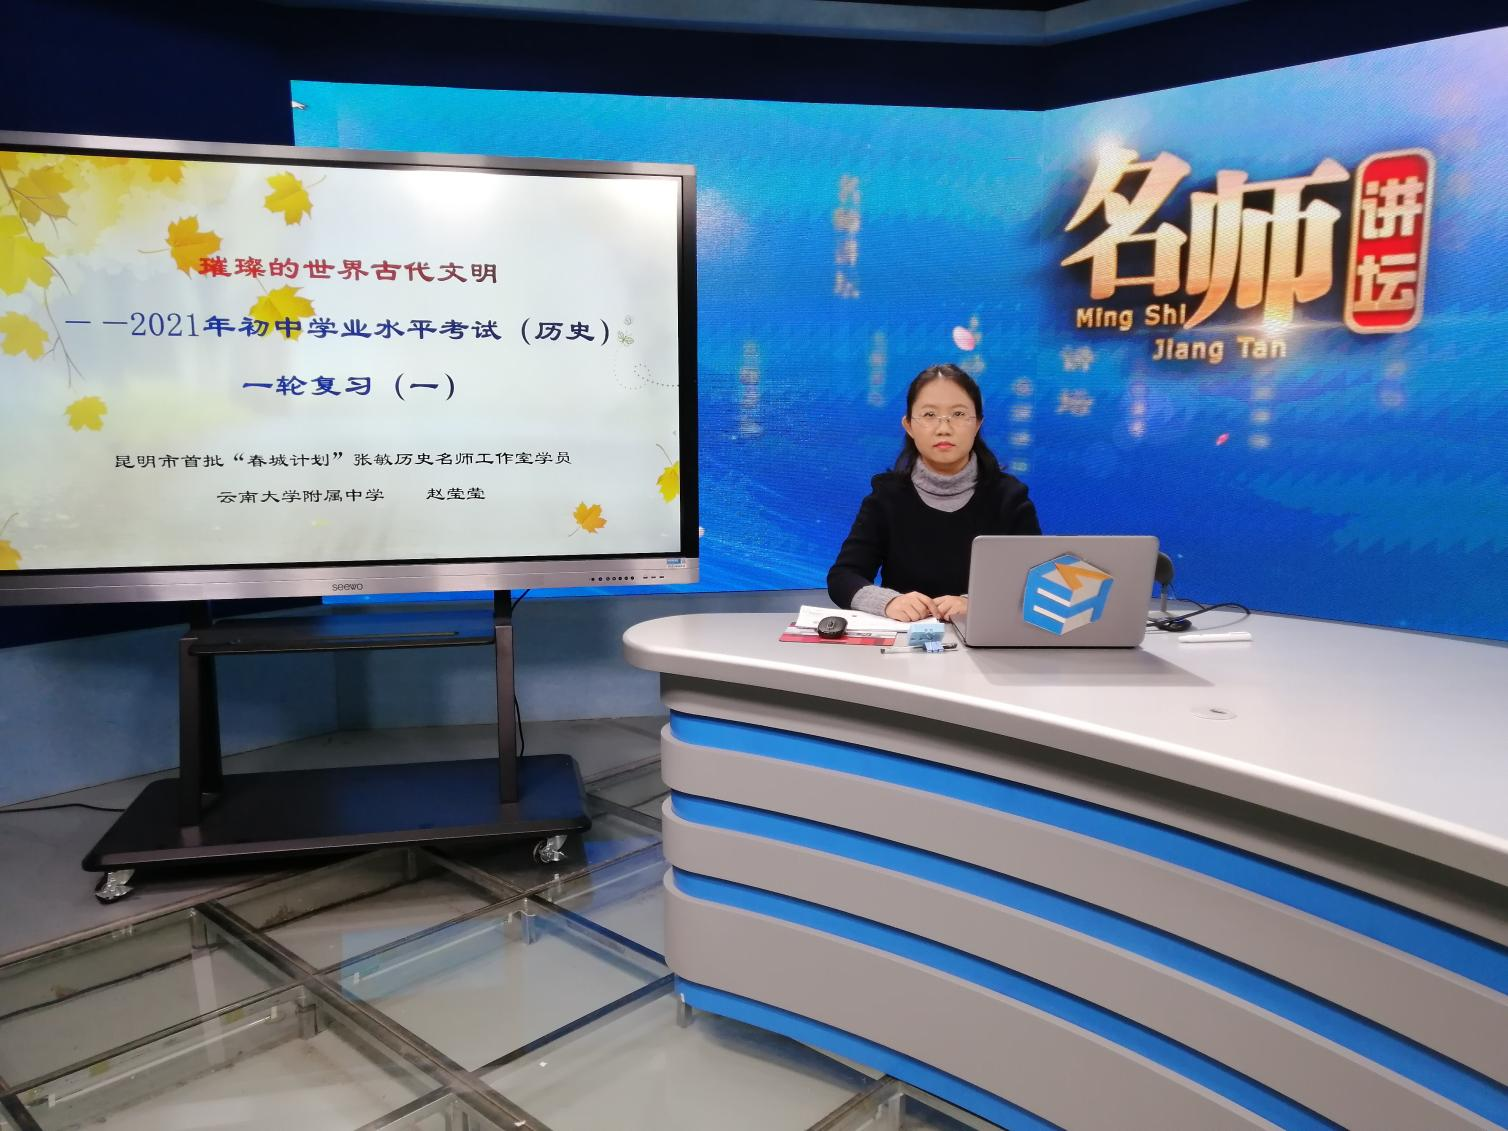 璀璨的世界古代文明
——2021年初中学业水平考试（历史）
一轮复习（一）
昆明市首批“春城计划”张敏历史名师工作室学员
云南大学附属中学 赵莹莹
seewo
名师
讲坛
Ming Shi
Jiang Tan